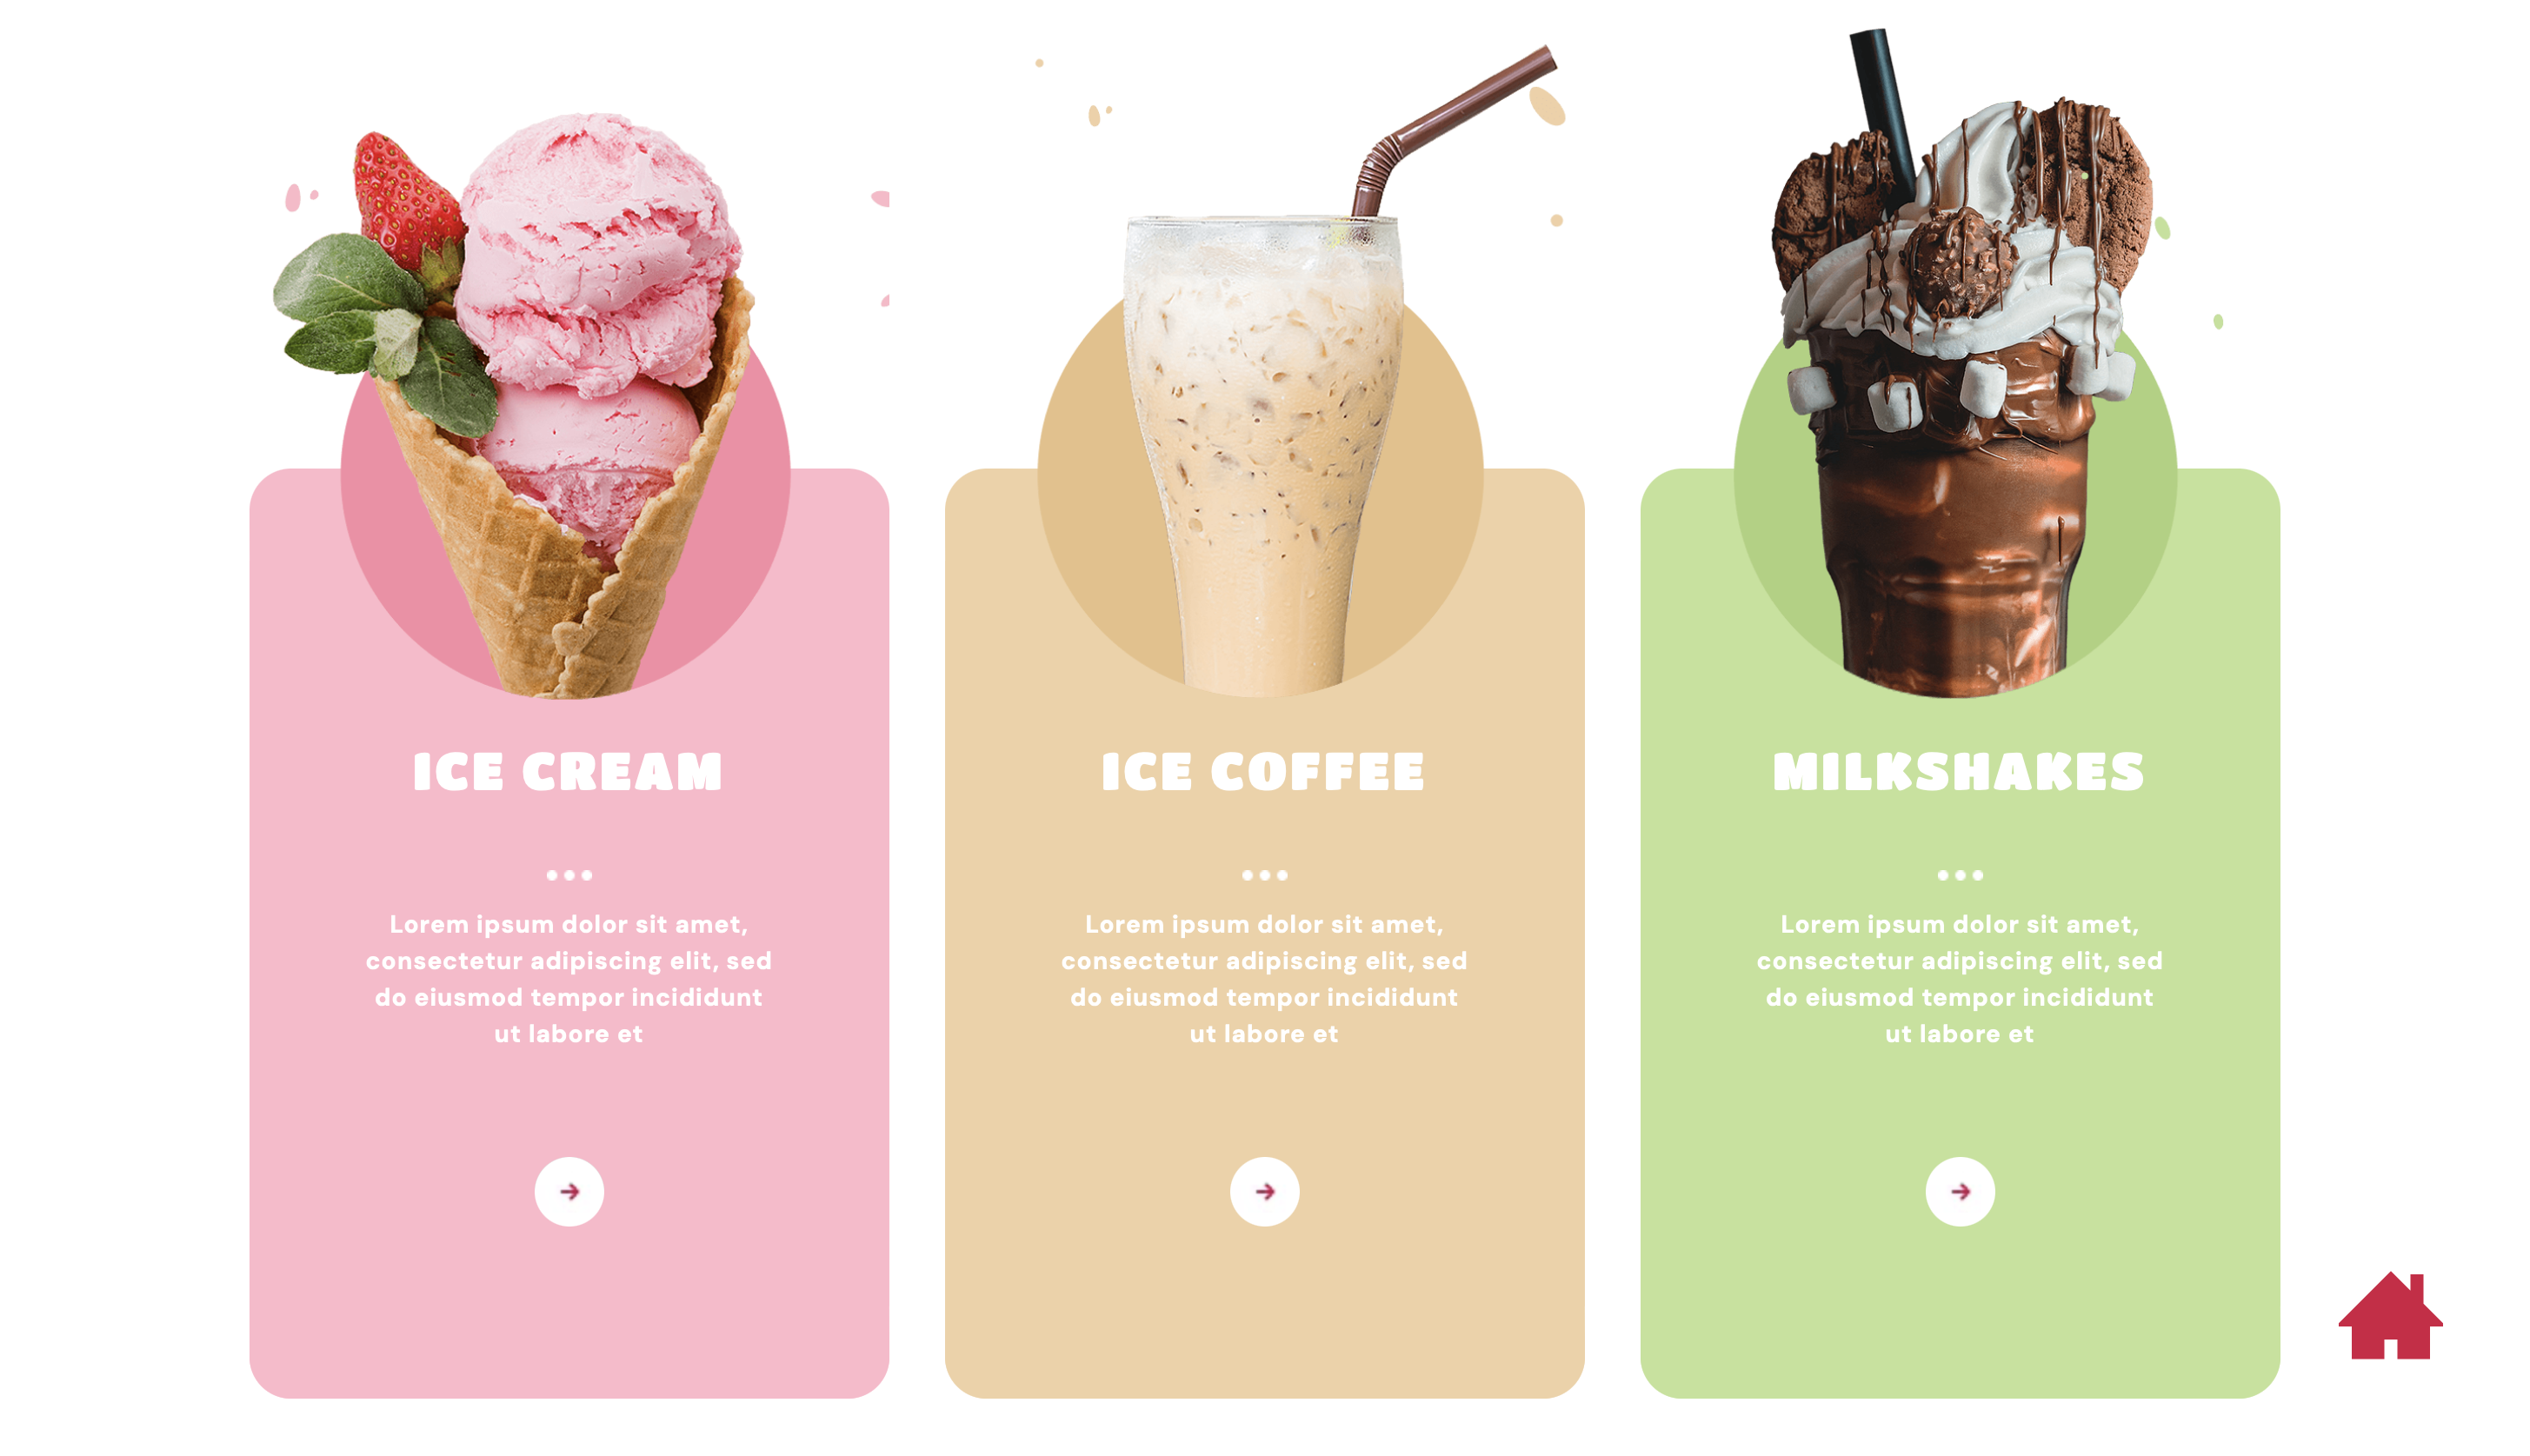 ICE CREAM
Lorem ipsum dolor sit amet,
consectetur adipiscing elit, sed
do eiusmod tempor incididunt
ut labore et
ICE COFFEE
Lorem ipsum dolor sit amet,
consectetur adipiscing elit, sed
do eiusmod tempor incididunt
ut labore et
MILKSHAKES
Lorem ipsum dolor sit amet,
consectetur adipiscing elit, sed
do eiusmod tempor incididunt
ut labore et